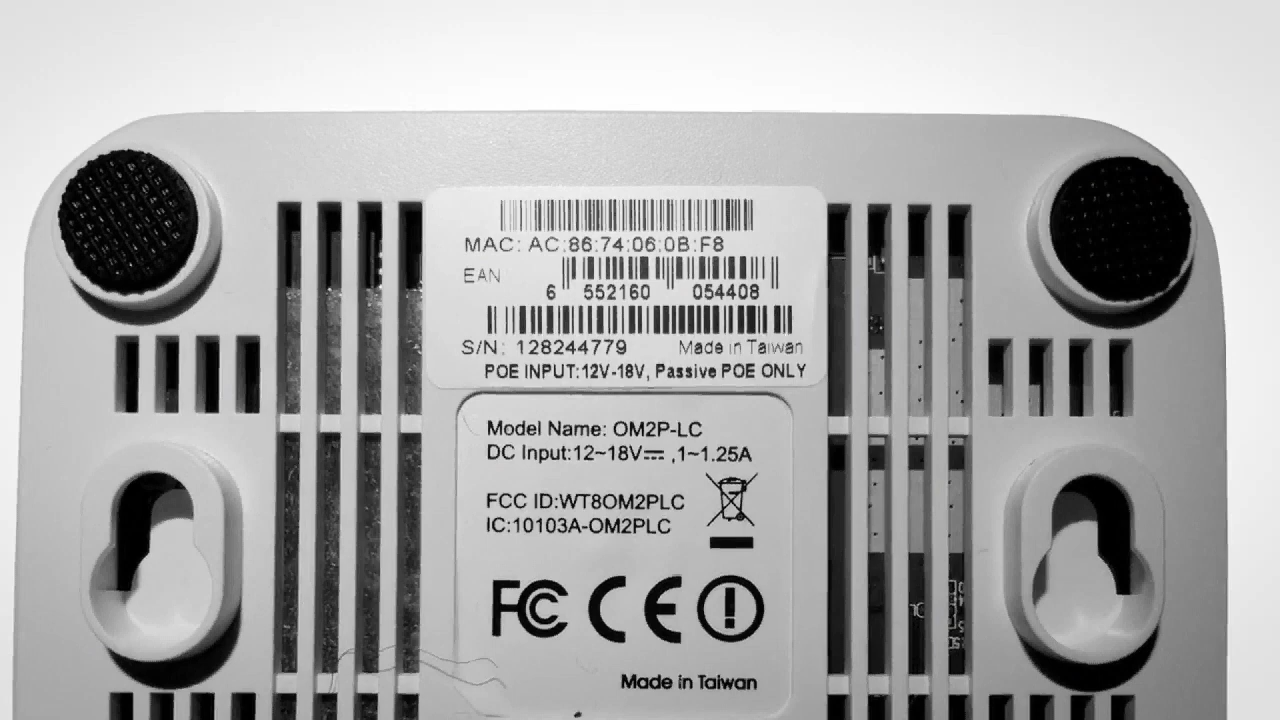 MAC: AC:86:74:06:0B:F8
EAN
6 552160 054408
S/N: 128244779 Made in Taiwan
POE INPUT:12V-18V, Passive POE ONLY
Model Name: OM2P-LC
DC Input:12~18V⎓ ,1~1.25A
FCC ID:WT8OM2PLC
IC:10103A-OM2PLC
FC CE
Made in Taiwan